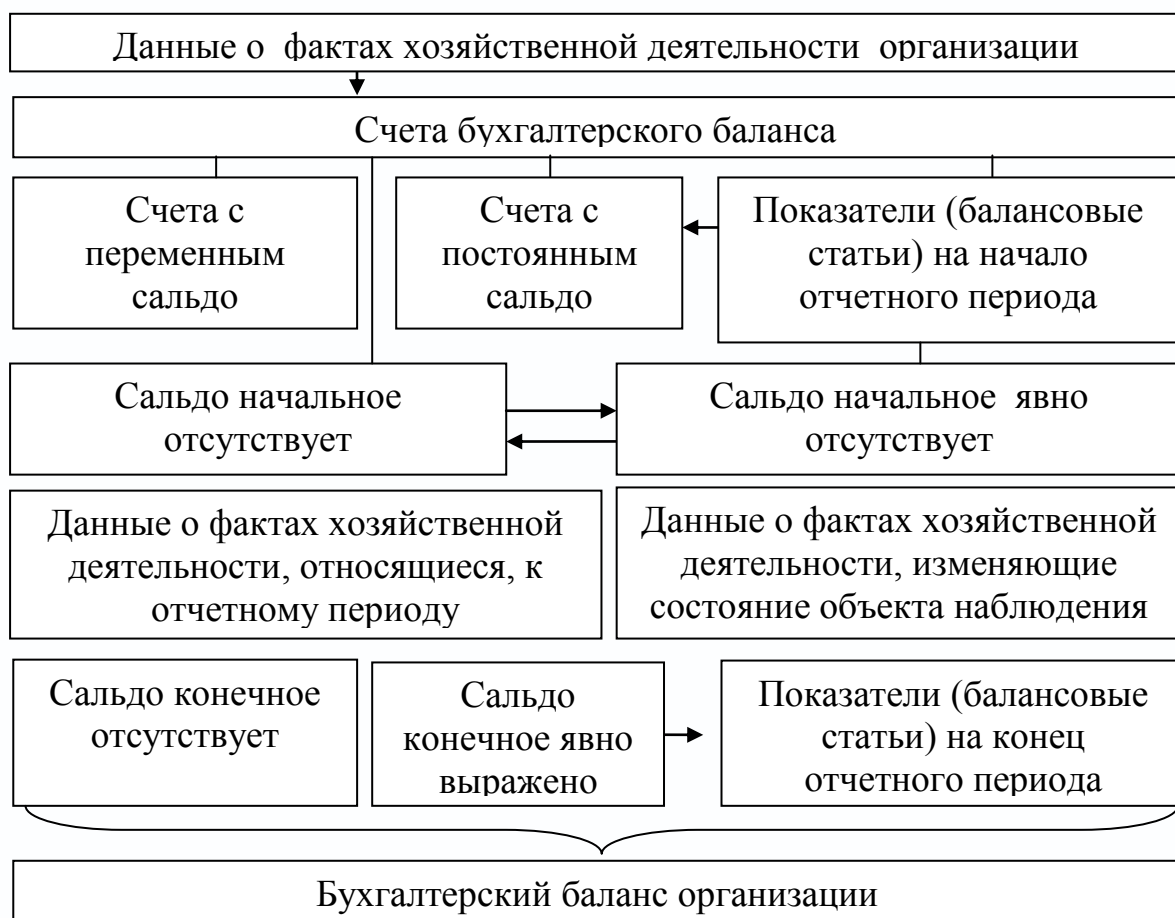 Данные о фактах хозяйственной деятельности организации
Счета бухгалтерского баланса
Счета с
переменным
сальдо
Счета с
постоянным
сальдо
Показатели (балансовые
статьи) на начало
отчетного периода
Сальдо начальное
отсутствует
Сальдо начальное явно
отсутствует
Данные о фактах хозяйственной
деятельности, относящиеся, к
отчетному периоду
Данные о фактах хозяйственной
деятельности, изменяющие
состояние объекта наблюдения
Сальдо конечное
отсутствует
Сальдо
конечное явно
выражено
Показатели (балансовые
статьи) на конец
отчетного периода
Бухгалтерский баланс организации